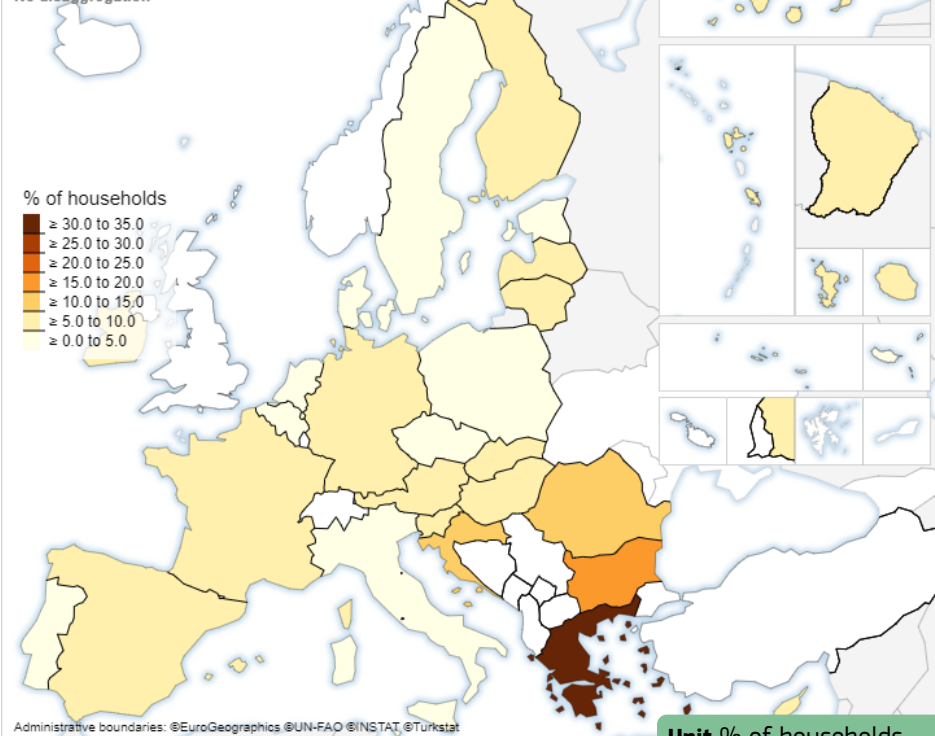 No disaggregation
% of households
≥ 30.0 to 35.0
≥ 25.0 to 30.0
≥ 20.0 to 25.0
≥ 15.0 to 20.0
≥ 10.0 to 15.0
≥ 5.0 to 10.0
≥ 0.0 to 5.0
Administrative boundaries: ©EuroGeographics ©UN-FAO ©INSTAT ©Turkstat
Unit % of households